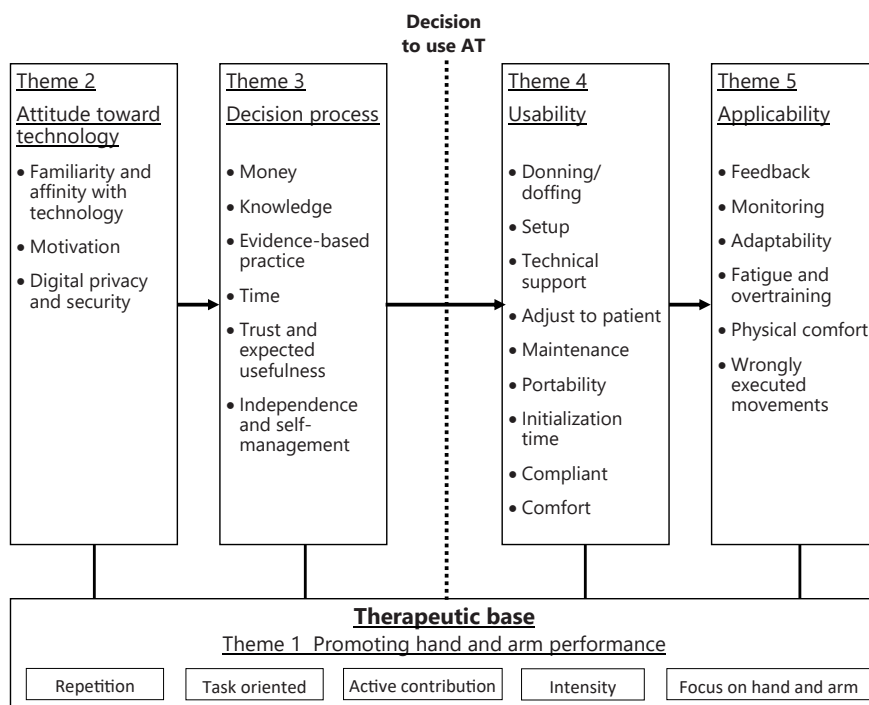 Decision
to use AT
Theme 2
Attitude toward
technology
• Familiarity and
affinity with
technology
• Motivation
• Digital privacy
and security
Theme 3
Decision process
• Money
• Knowledge
• Evidence-based
practice
• Time
• Trust and
expected
usefulness
• Independence
and self-
management
Theme 4
Usability
• Donning/
doffing
• Setup
• Technical
support
• Adjust to patient
• Maintenance
• Portability
• Initialization
time
• Compliant
• Comfort
Theme 5
Applicability
• Feedback
• Monitoring
• Adaptability
• Fatigue and
overtraining
• Physical comfort
• Wrongly
executed
movements
Therapeutic base
Theme 1 Promoting hand and arm performance
Repetition
Task oriented
Active contribution
Intensity
Focus on hand and arm